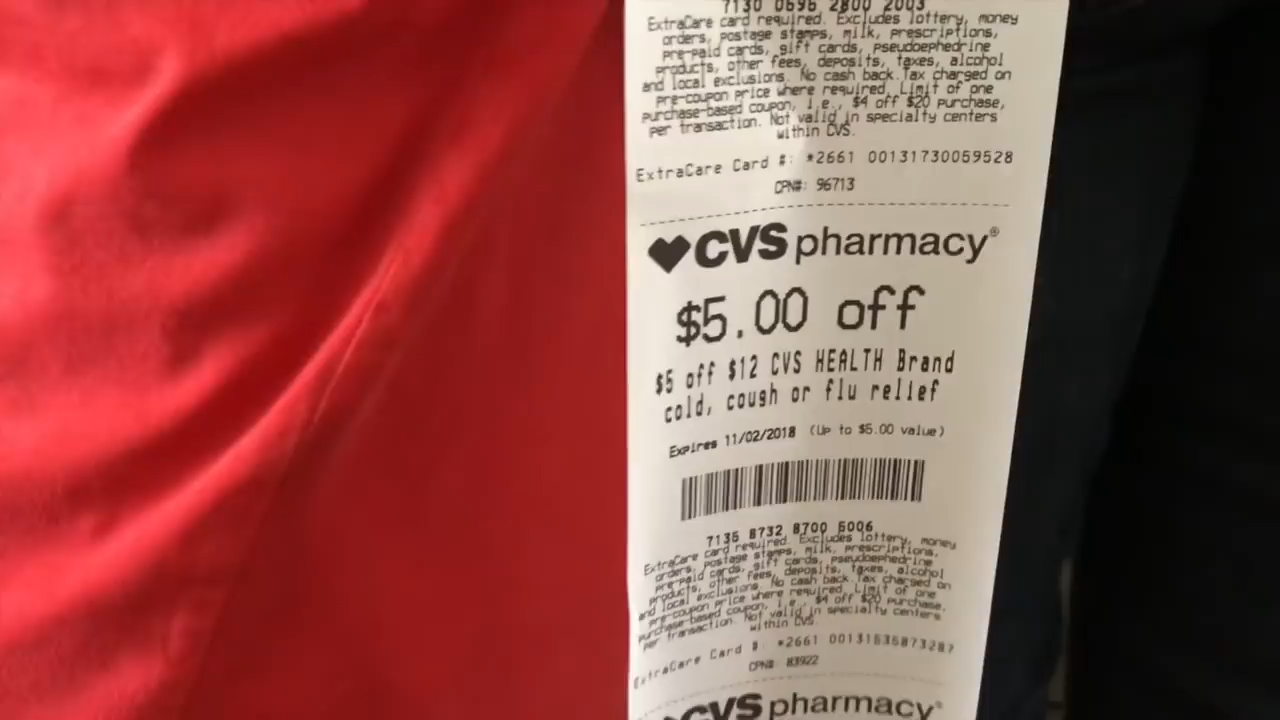 7130 0696 2800 2003
ExtraCare card required. Excludes lottery, money
orders, postage stamps, milk, prescriptions,
pre-paid cards, gift cards, pseudoephedrine
products, other fees, deposits, taxes, alcohol
and local exclusions. No cash back.Tax charged on
pre-coupon price where required. Limit of one
purchase-based coupon, i.e., $4 off $20 purchase,
per transaction. Not valid in specialty centers
within CVS.
ExtraCare Card #: *2661 00131730059528
CPN#: 96713
CVS pharmacy®
$5.00 off
$5 off $12 CVS HEALTH Brand
cold, cough or flu relief
Expires 11/02/2018 (Up to $5.00 value)
7135 8732 8700 5006
ExtraCare card required. Excludes lottery, money
orders, postage stamps, milk, prescriptions,
pre-paid cards, gift cards, pseudoephedrine
products, other fees, deposits, taxes, alcohol
and local exclusions. No cash back.Tax charged on
pre-coupon price where required. Limit of one
purchase-based coupon, i.e., $4 off $20 purchase,
per transaction. Not valid in specialty centers
within CVS.
ExtraCare Card #: *2661 00131535873287
CPN#: 83922
CVS pharmacy®